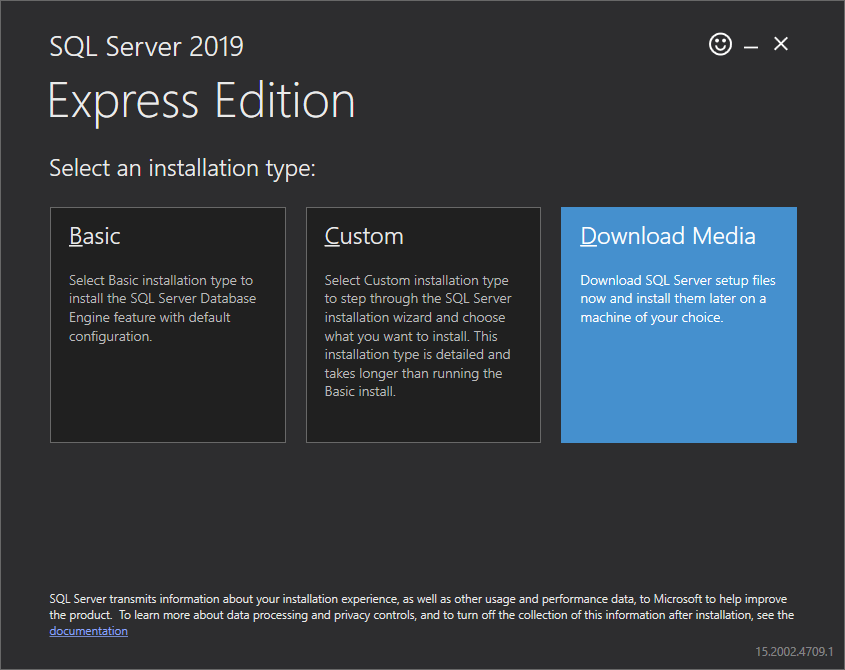 SQL Server 2019
Express Edition
Select an installation type:
Basic
Select Basic installation type to
install the SQL Server Database
Engine feature with default
configuration.
Custom
Select Custom installation type
to step through the SQL Server
installation wizard and choose
what you want to install. This
installation type is detailed and
takes longer than running the
Basic install.
Download Media
Download SQL Server setup files
now and install them later on a
machine of your choice.
SQL Server transmits information about your installation experience, as well as other usage and performance data, to Microsoft to help improve
the product.  To learn more about data processing and privacy controls, and to turn off the collection of this information after installation, see the
documentation
15.2002.4709.1